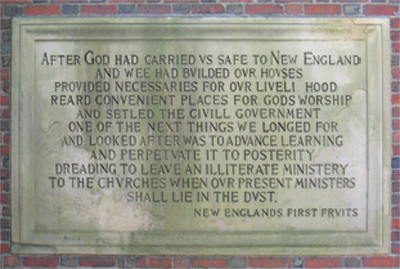 AFTER GOD HAD CARRIED VS SAFE TO NEW ENGLAND
AND WEE HAD BVILDED OVR HOVSES
PROVIDED NECESSARIES FOR OVR LIVELI HOOD
REARD CONVENIENT PLACES FOR GODS WORSHIP
AND SETLED THE CIVILL GOVERNMENT
ONE OF THE NEXT THINGS WE LONGED FOR
AND LOOKED AFTER WAS TO ADVANCE LEARNING
AND PERPETVATE IT TO POSTERITY
DREADING TO LEAVE AN ILLITERATE MINISTERY
TO THE CHVRCHES WHEN OVR PRESENT MINISTERS
SHALL LIE IN THE DVST.
NEW ENGLANDS FIRST FRVITS